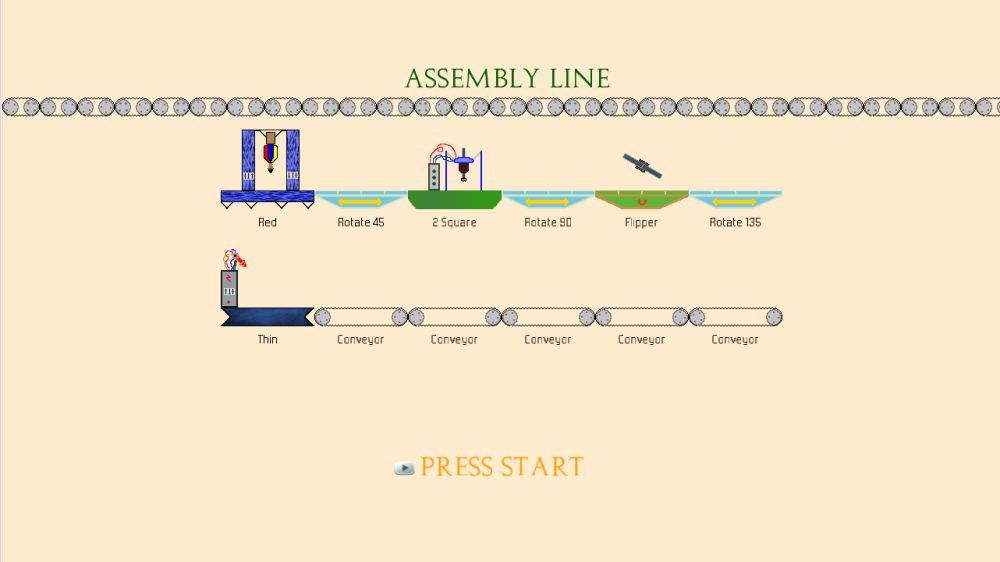 ASSEMBLY LINE
Red Rotate 45 2 Square Rotate 90 Flipper Rotate 135
Thin Conveyor Conveyor Conveyor Conveyor Conveyor
PRESS START